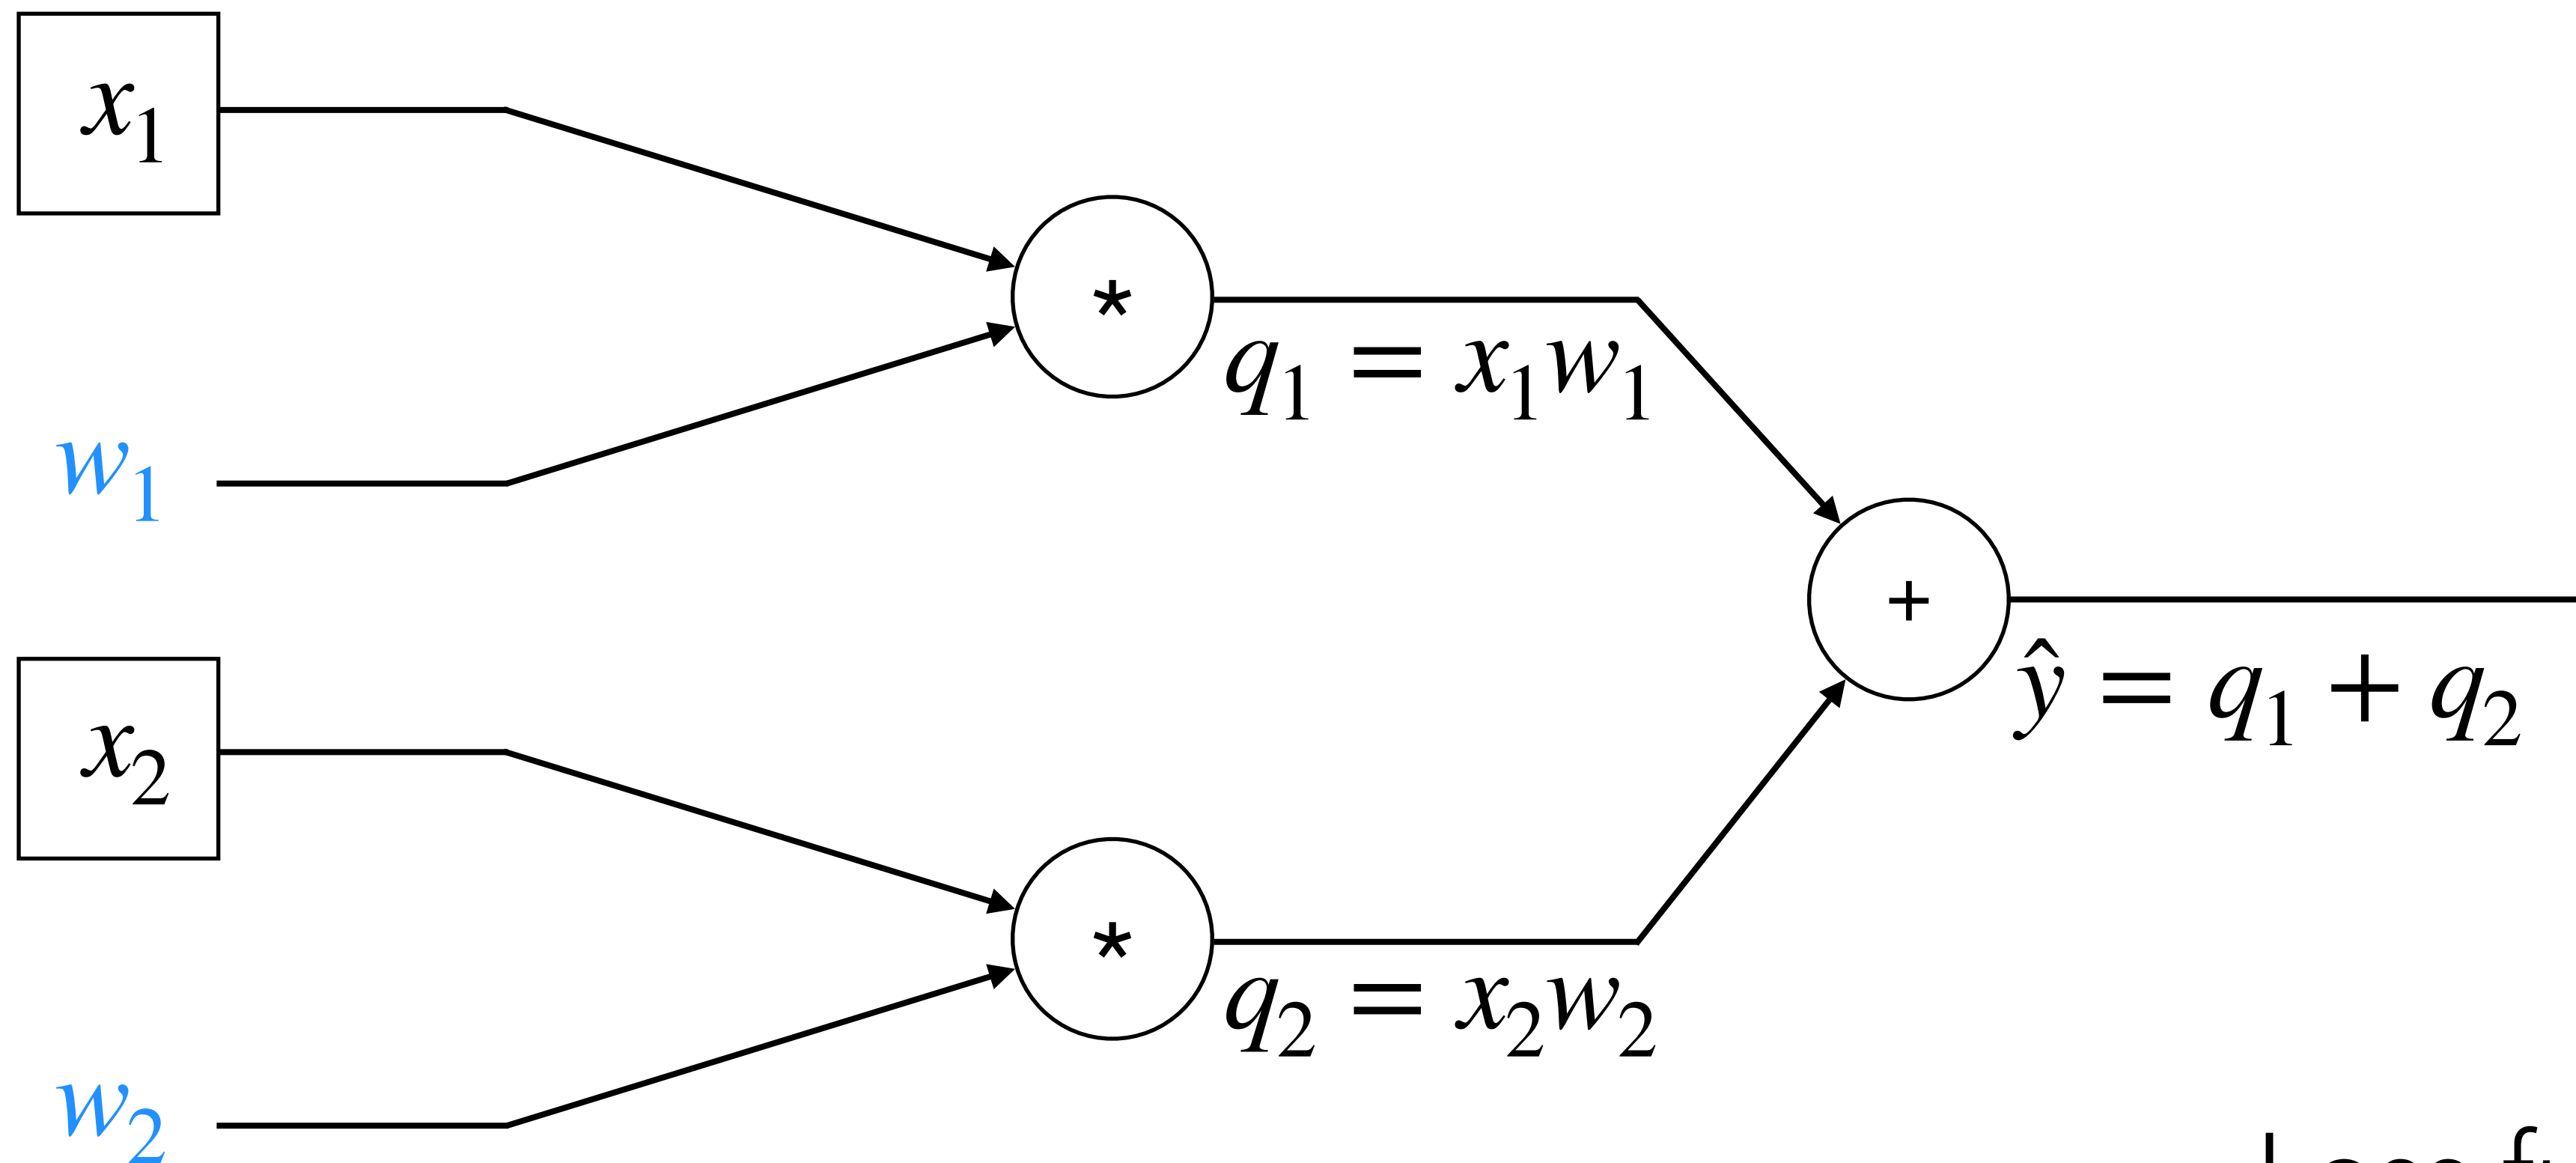 x₁
*
q₁ = x₁w₁
w₁
+
ŷ = q₁ + q₂
x₂
*
q₂ = x₂w₂
w₂